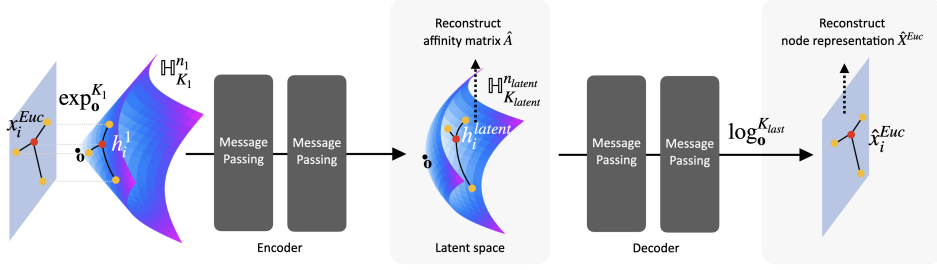 x_i^{Euc}
exp_o^{K_1}
ℍ_{K_1}^{n_1}
o
h_i^1
Message
Passing
Message
Passing
Encoder
Reconstruct
affinity matrix Â
ℍ_{K_{latent}}^{n_{latent}}
h_i^{latent}
o
Latent space
Message
Passing
Message
Passing
Decoder
log_o^{K_{last}}
Reconstruct
node representation X̂^{Euc}
x̂_i^{Euc}